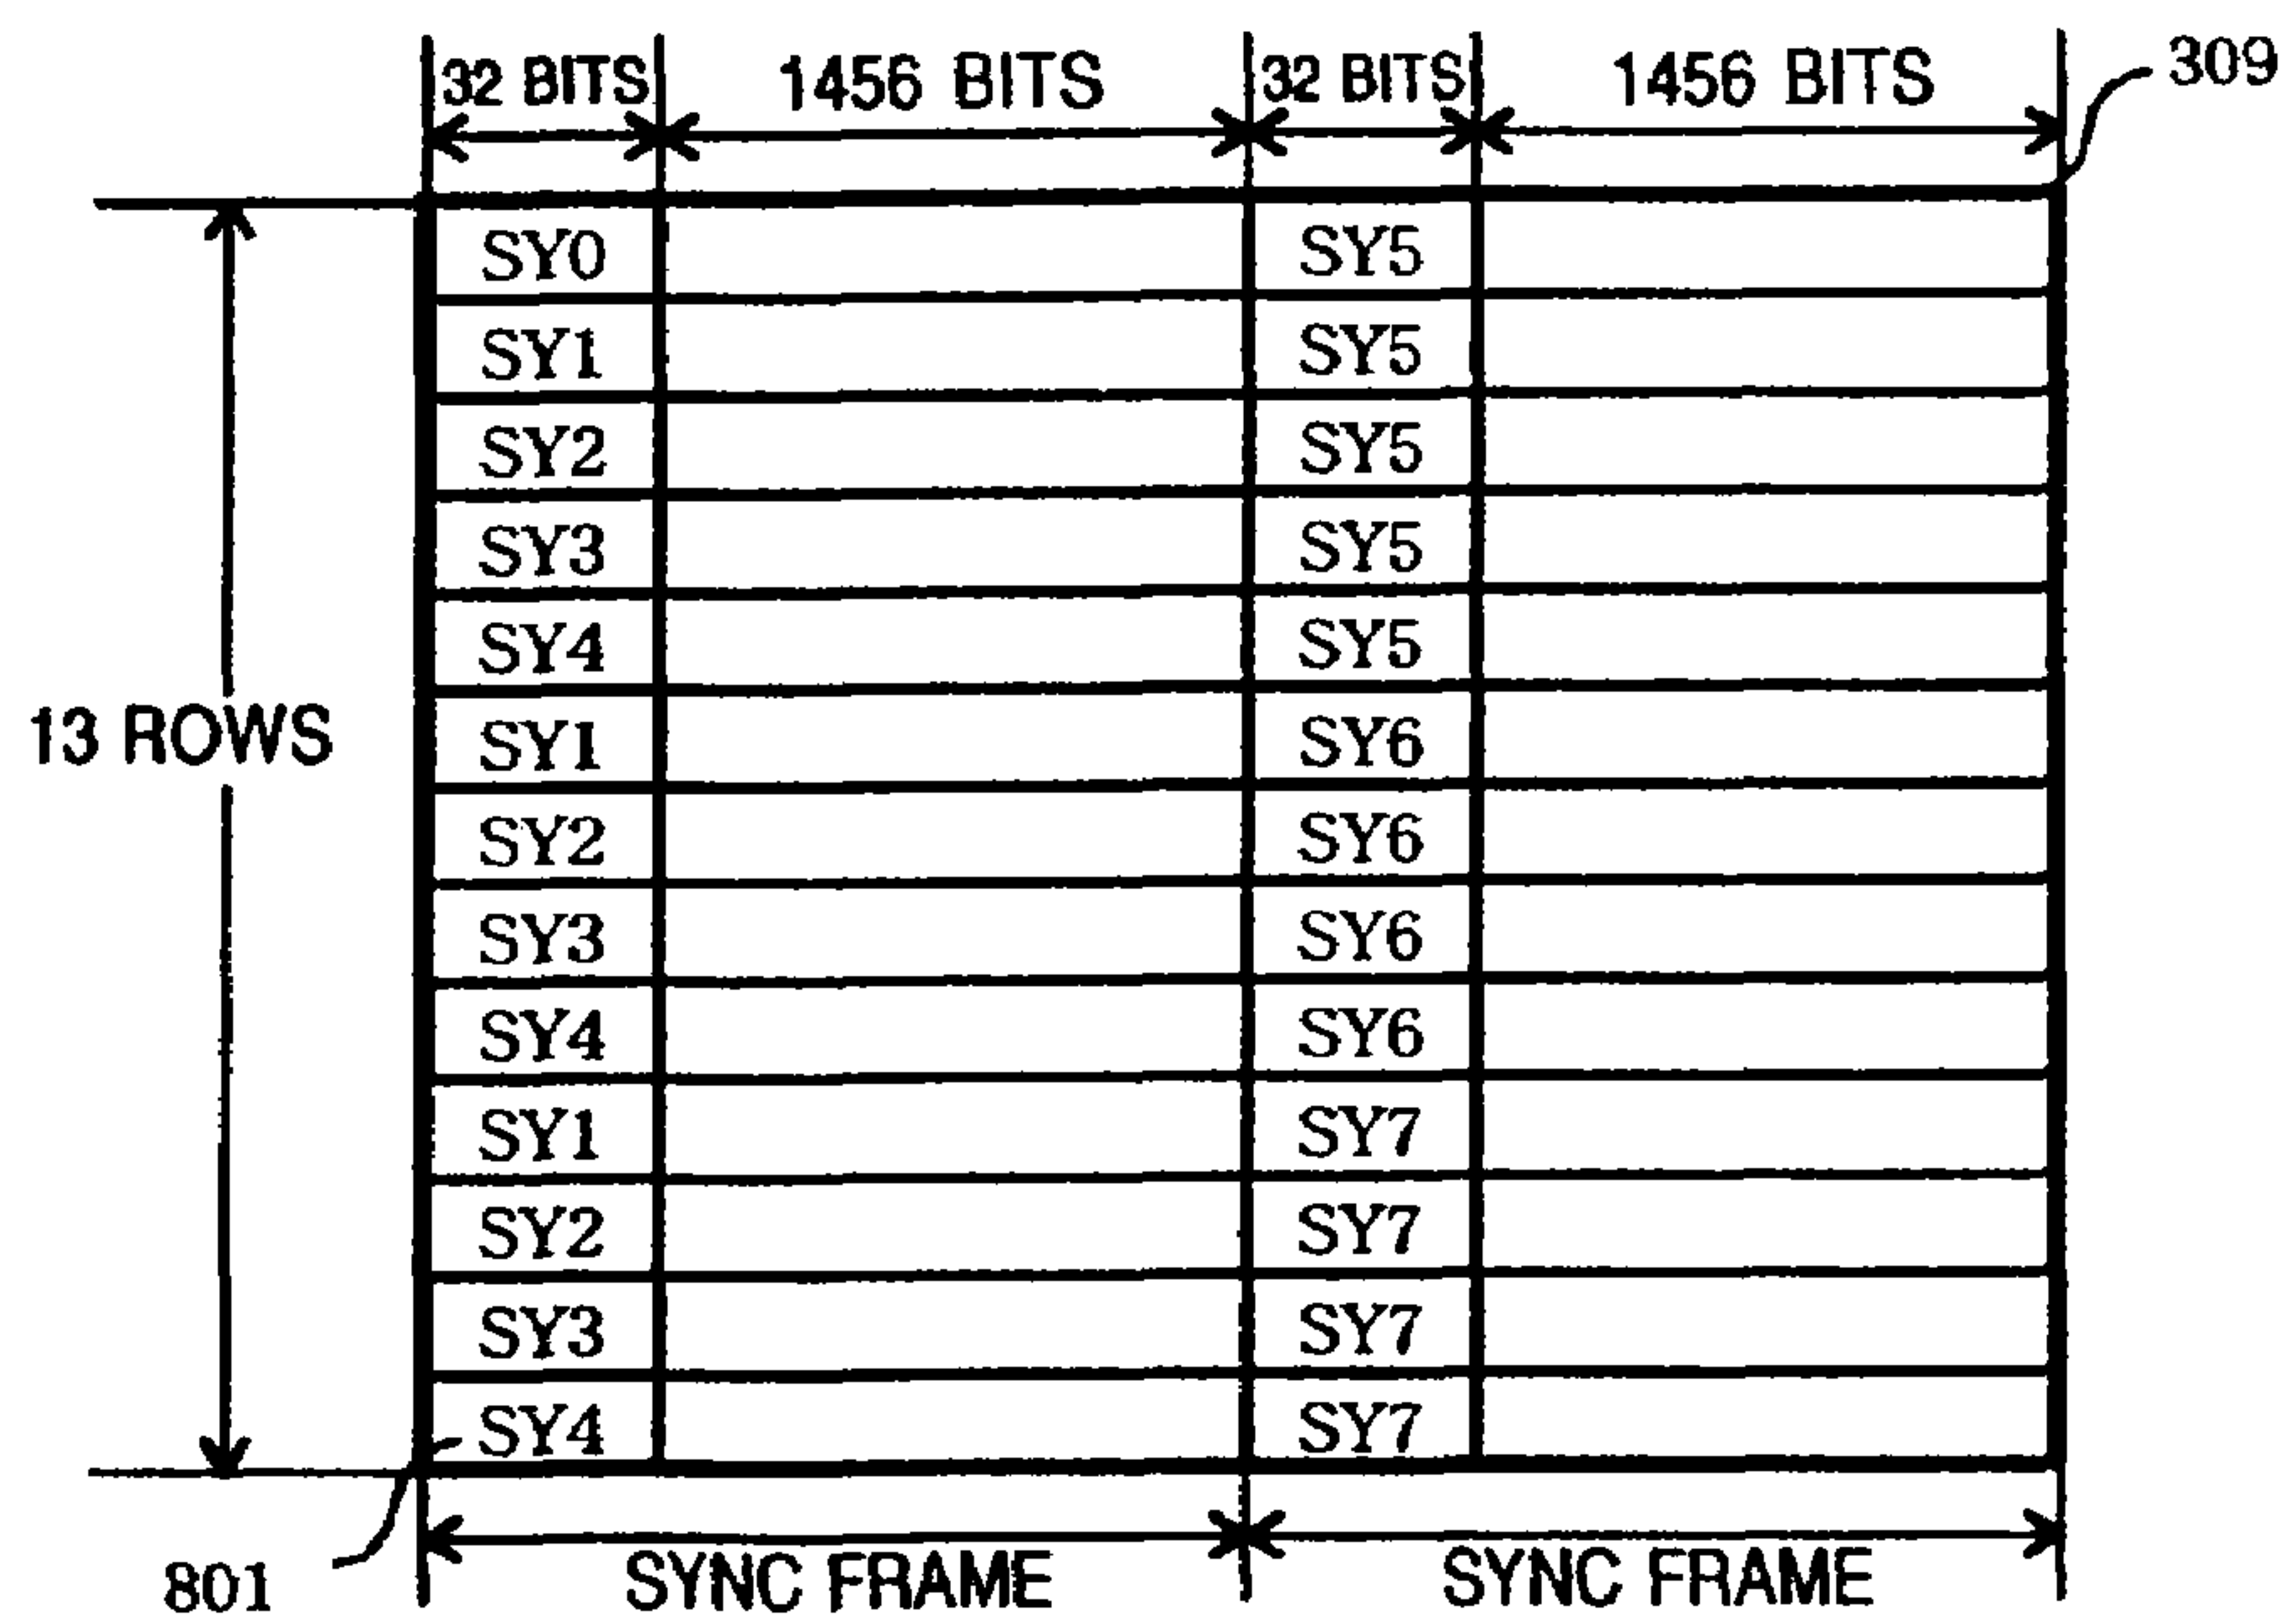 32 BITS 1456 BITS 32 BITS 1456 BITS 309
SY0 SY5
SY1 SY5
SY2 SY5
SY3 SY5
SY4 SY5
13 ROWS
SY1 SY6
SY2 SY6
SY3 SY6
SY4 SY6
SY1 SY7
SY2 SY7
SY3 SY7
SY4 SY7
801 SYNC FRAME SYNC FRAME